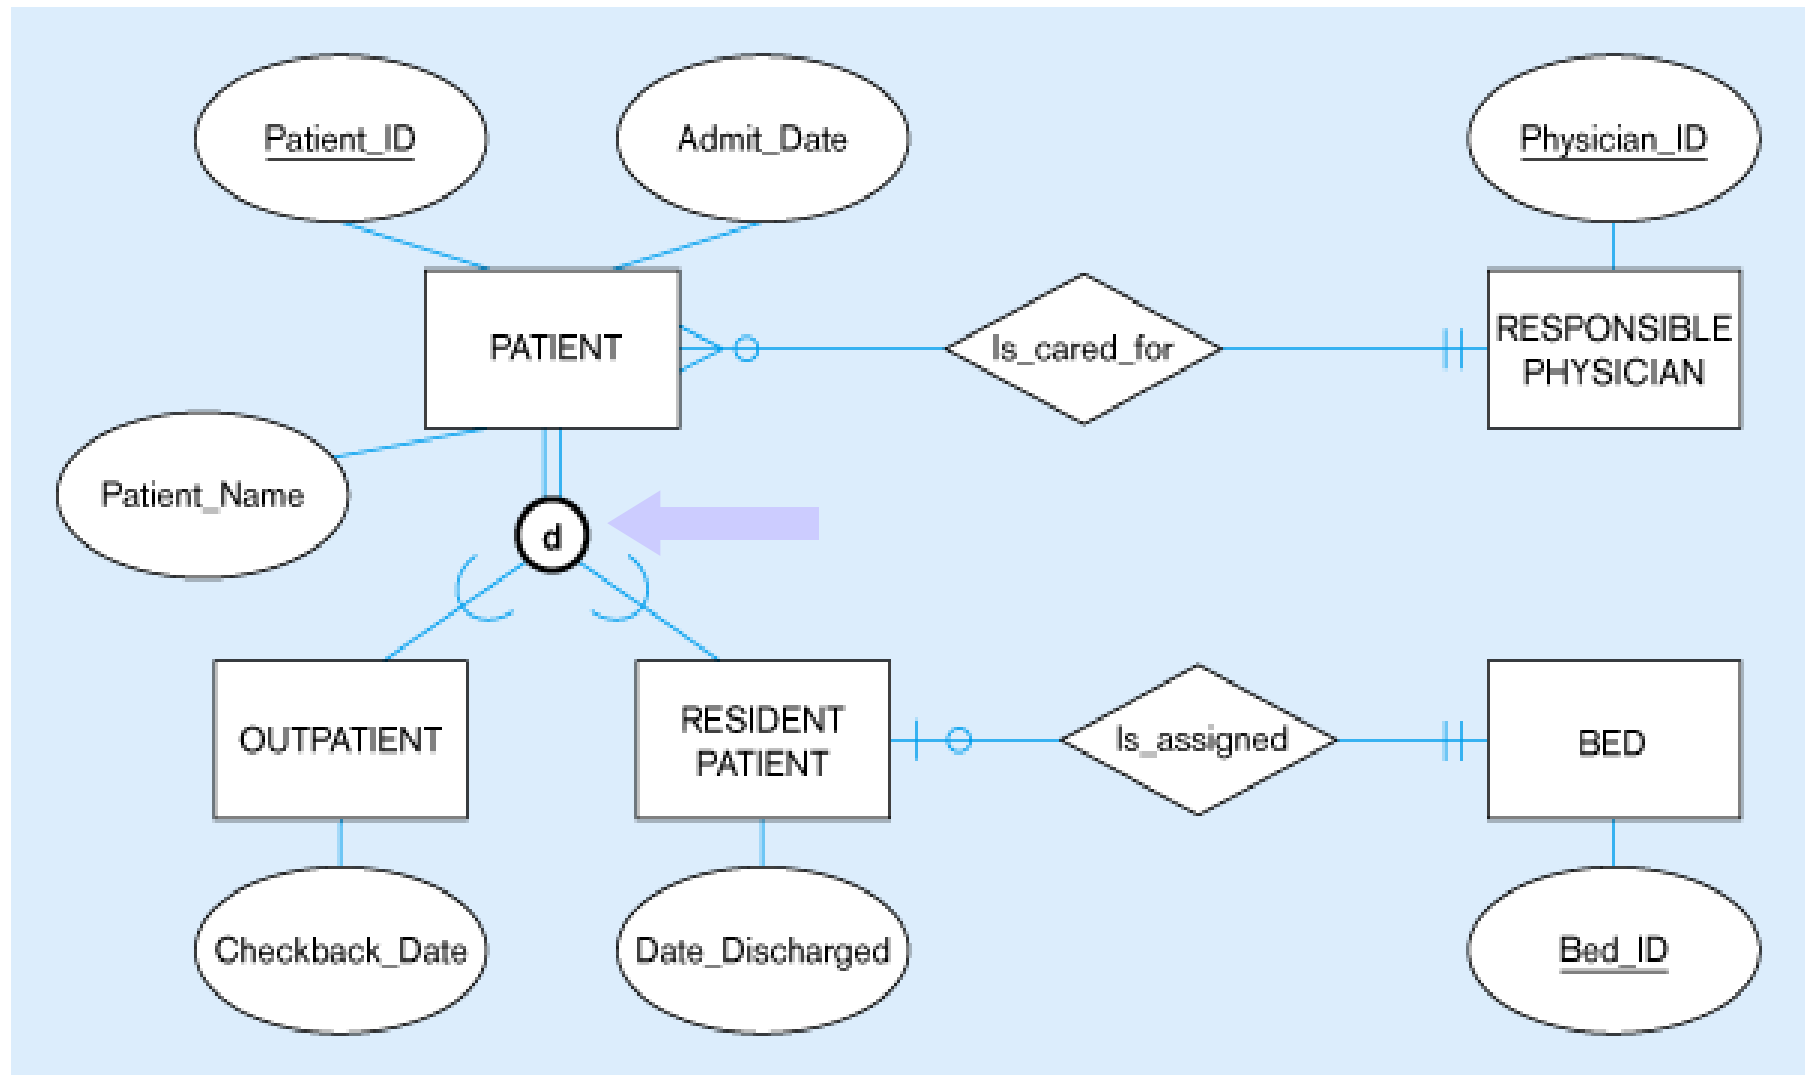 Patient_ID
Admit_Date
Physician_ID
PATIENT
Is_cared_for
RESPONSIBLE
PHYSICIAN
Patient_Name
d
OUTPATIENT
RESIDENT
PATIENT
Is_assigned
BED
Checkback_Date
Date_Discharged
Bed_ID